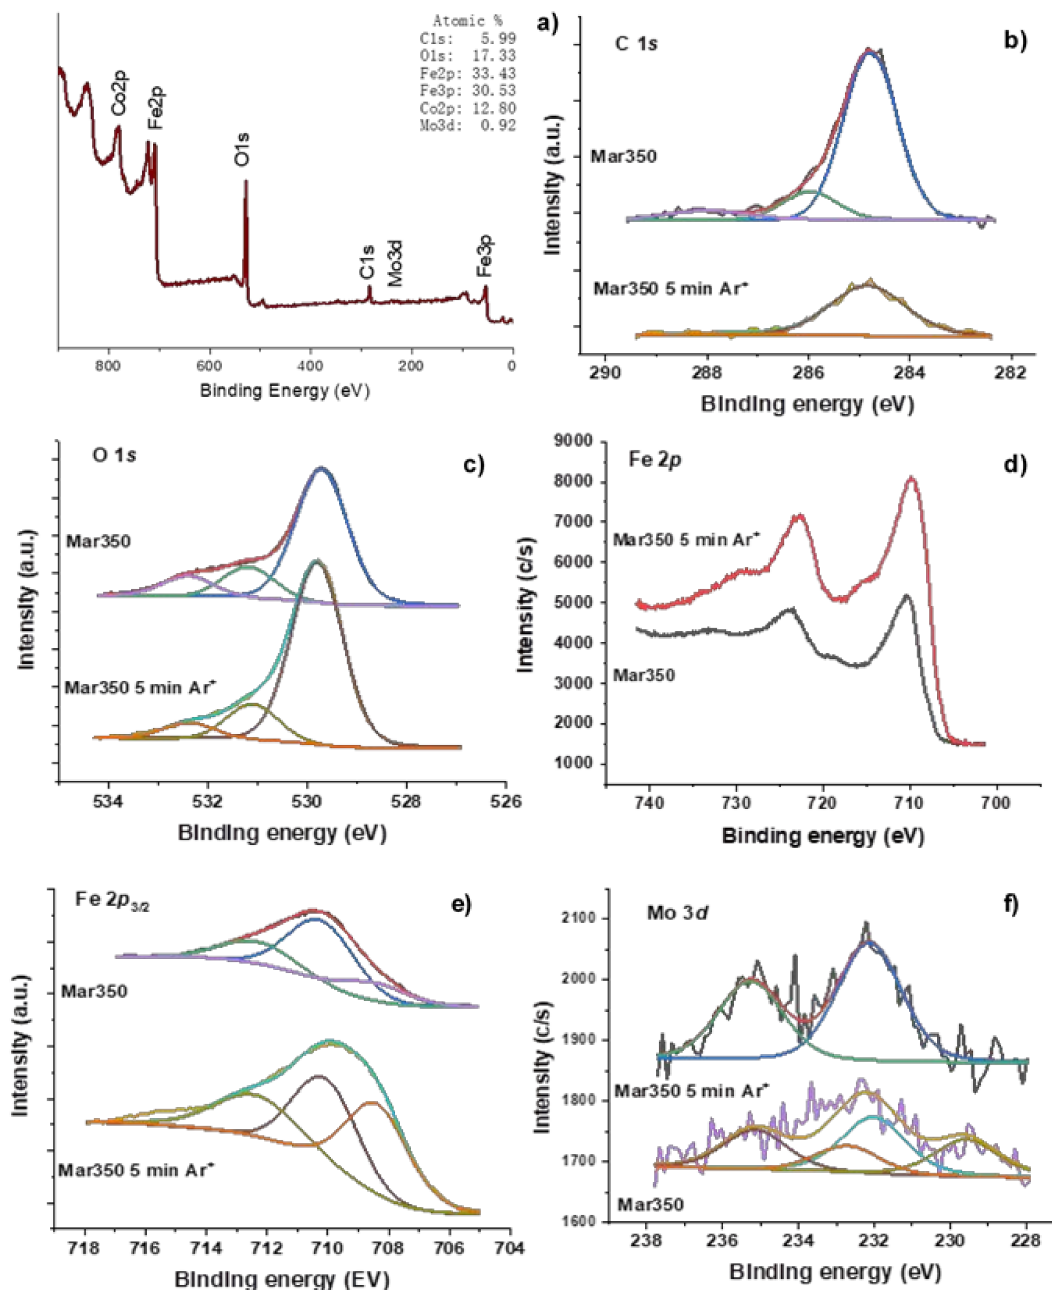 a)
Atomic %
C1s: 5.99
O1s: 17.33
Fe2p: 33.43
Fe3p: 30.53
Co2p: 12.80
Mo3d: 0.92
Co2p
Fe2p
O1s
C1s
Mo3d
Fe3p
800 600 400 200 0
Binding Energy (eV)
b)
C 1s
Mar350
Mar350 5 min Ar⁺
Intensity (a.u.)
290 288 286 284 282
Binding energy (eV)
c)
O 1s
Mar350
Mar350 5 min Ar⁺
Intensity (a.u.)
534 532 530 528 526
Binding energy (eV)
d)
Fe 2p
9000
8000
7000
6000
5000
4000
3000
2000
1000
Mar350 5 min Ar⁺
Mar350
Intensity (c/s)
740 730 720 710 700
Binding energy (eV)
e)
Fe 2p3/2
Mar350
Mar350 5 min Ar⁺
Intensity (a.u.)
718 716 714 712 710 708 706 704
Binding energy (EV)
f)
Mo 3d
2100
2000
1900
1800
1700
1600
Mar350 5 min Ar⁺
Mar350
Intensity (c/s)
238 236 234 232 230 228
Binding energy (eV)